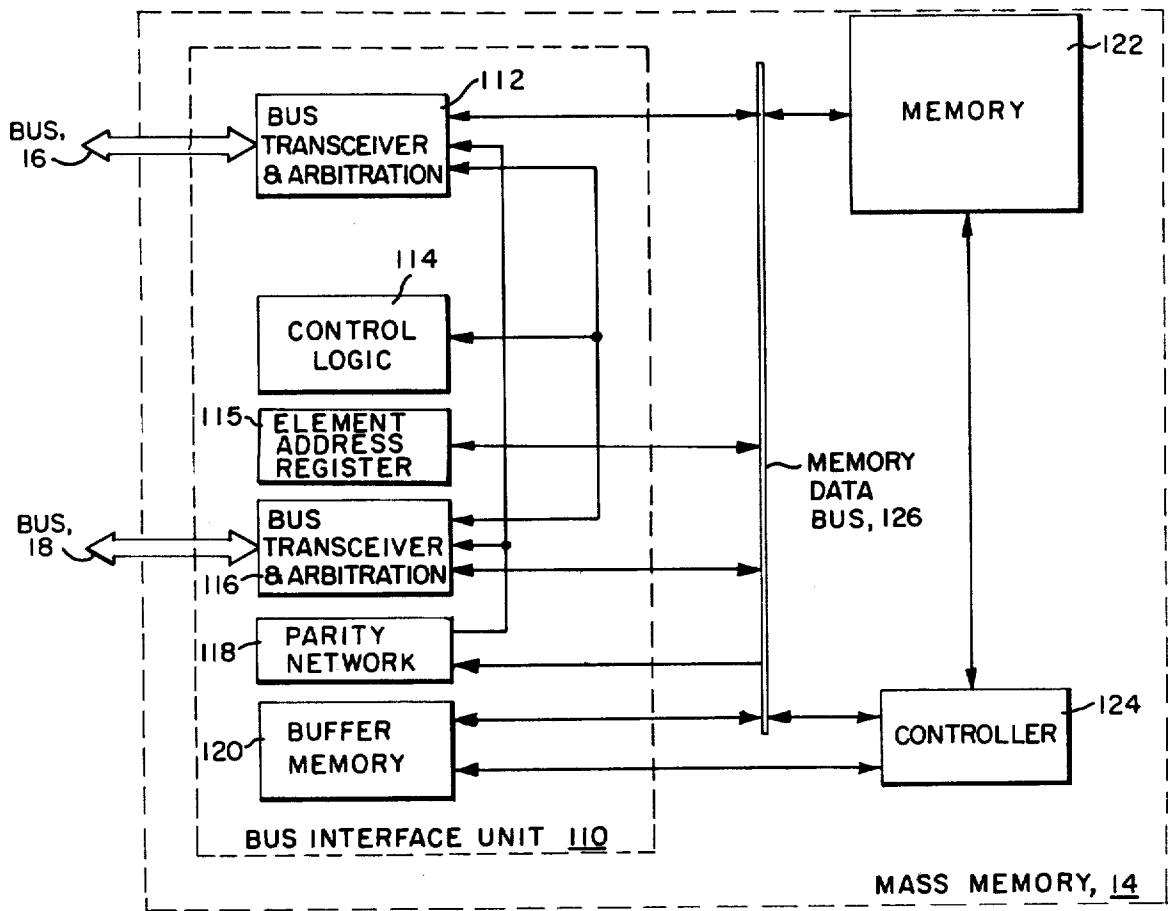 112
122
BUS,
16
BUS
TRANSCEIVER
& ARBITRATION
MEMORY
114
CONTROL
LOGIC
115
ELEMENT
ADDRESS
REGISTER
MEMORY
DATA
BUS, 126
BUS,
18
BUS
TRANSCEIVER
& ARBITRATION
116
118
PARITY
NETWORK
124
CONTROLLER
120
BUFFER
MEMORY
BUS INTERFACE UNIT 110
MASS MEMORY, 14